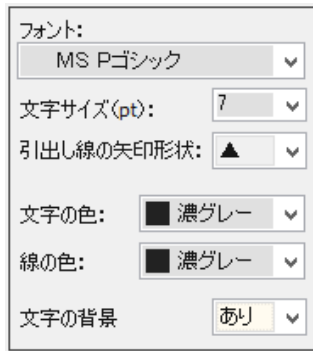 フォント:
MS Pゴシック
文字サイズ(pt): 7
引出し線の矢印形状: ▲
文字の色: 濃グレー
線の色: 濃グレー
文字の背景 あり